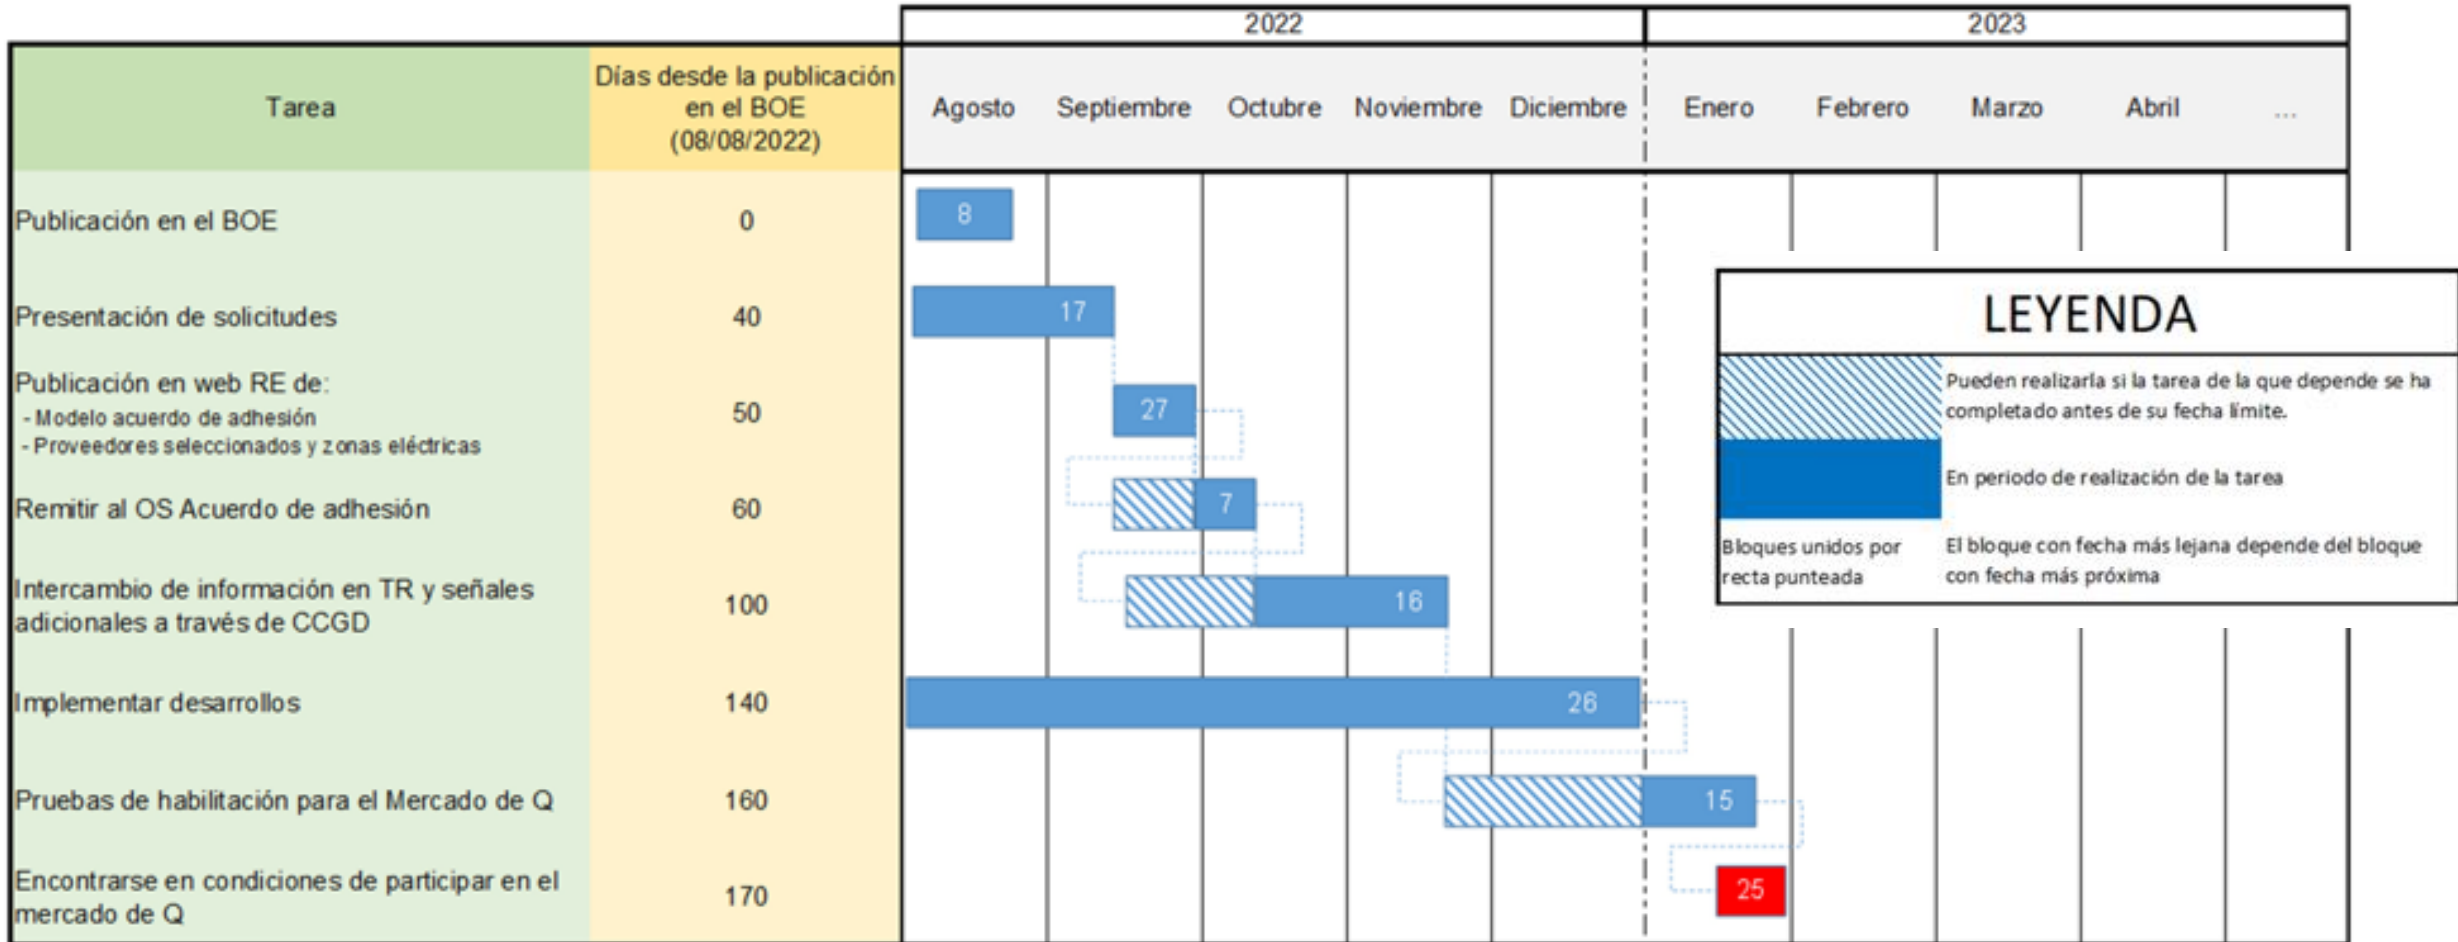 2022
2023
Tarea
Días desde la publicación
en el BOE
(08/08/2022)
Agosto
Septiembre
Octubre
Noviembre
Diciembre
Enero
Febrero
Marzo
Abril
...
Publicación en el BOE
0
8
Presentación de solicitudes
40
17
Publicación en web RE de:
- Modelo acuerdo de adhesión
- Proveedores seleccionados y zonas eléctricas
50
27
Remitir al OS Acuerdo de adhesión
60
7
Intercambio de información en TR y señales
adicionales a través de CCGD
100
16
Implementar desarrollos
140
26
Pruebas de habilitación para el Mercado de Q
160
15
Encontrarse en condiciones de participar en el
mercado de Q
170
25
LEYENDA
Pueden realizarla si la tarea de la que depende se ha
completado antes de su fecha límite.
En periodo de realización de la tarea
Bloques unidos por
recta punteada
El bloque con fecha más lejana depende del bloque
con fecha más próxima